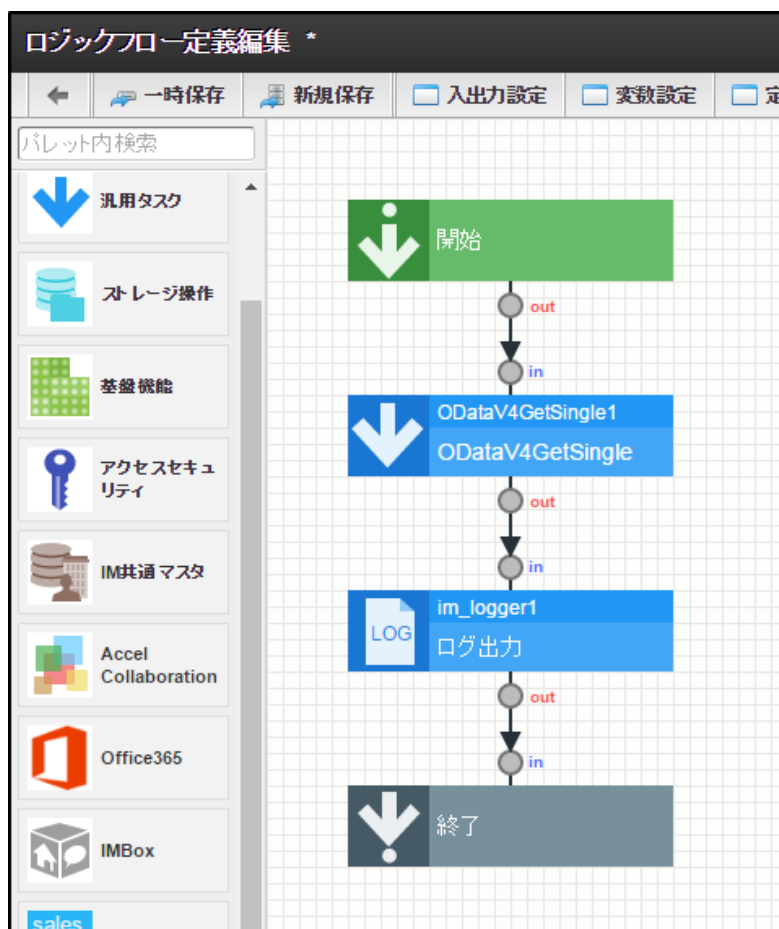 ロジックフロー定義編集 *
一時保存 新規保存 入出力設定 変数設定 定
パレット内検索
汎用タスク
ストレージ操作
基盤機能
アクセスセキュ
リティ
IM共通マスタ
Accel
Collaboration
Office365
IMBox
sales
開始
out
in
ODataV4GetSingle1
ODataV4GetSingle
out
in
LOG
im_logger1
ログ出力
out
in
終了